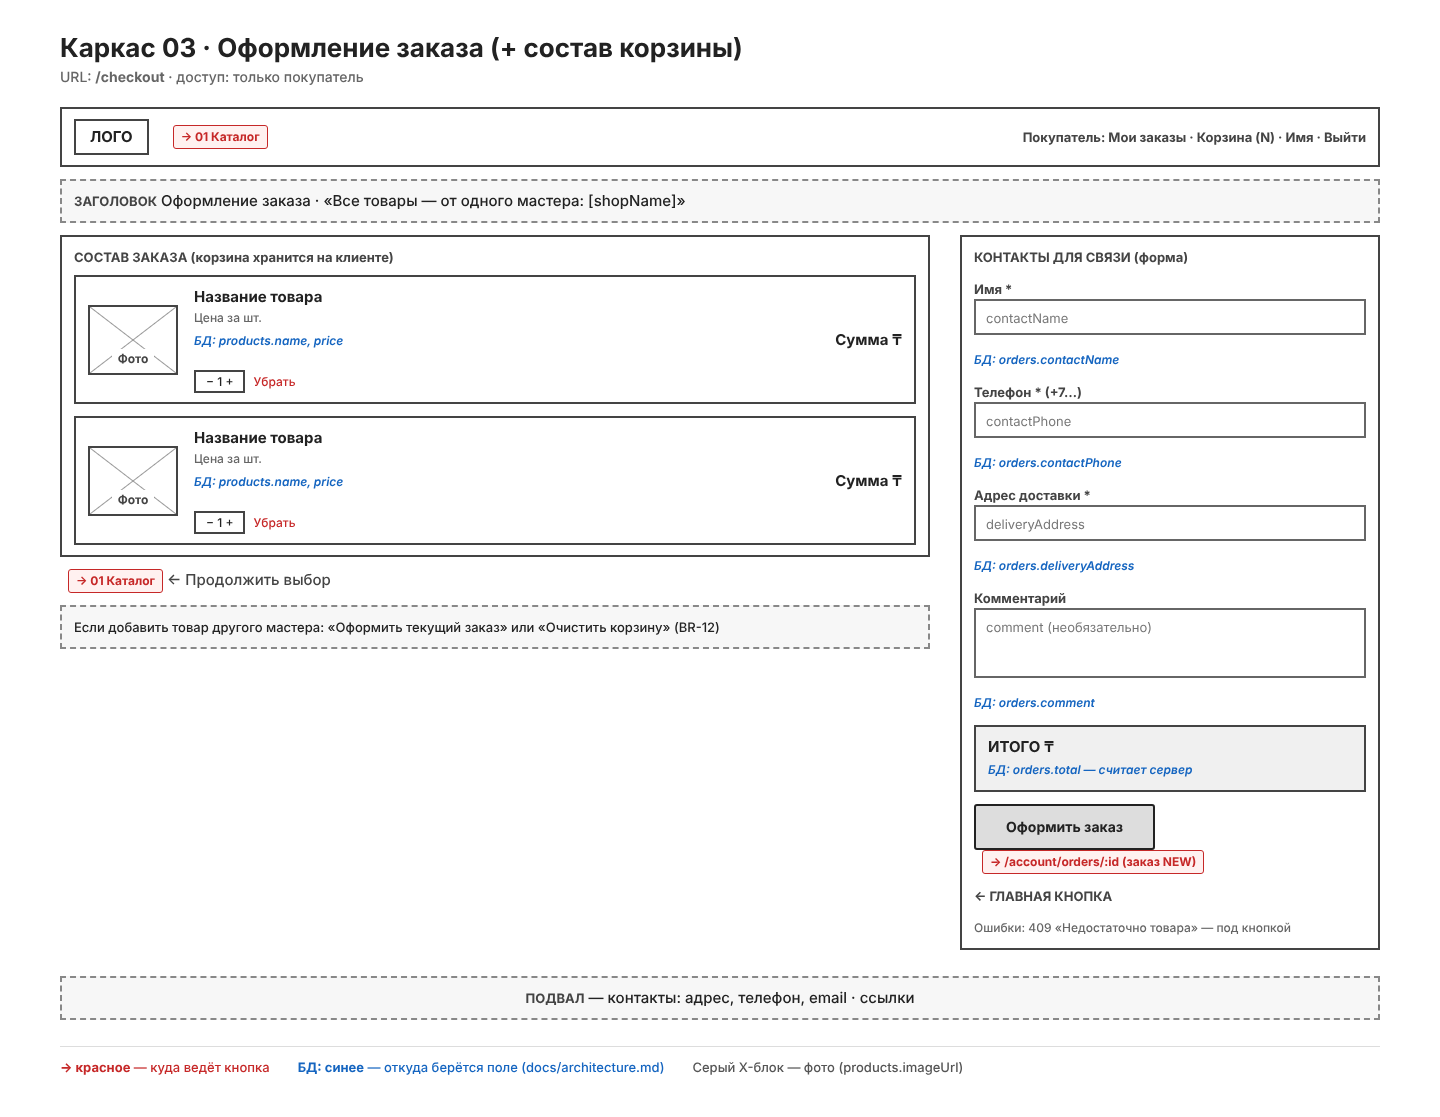 Каркас 03 · Оформление заказа (+ состав корзины)
URL: /checkout · доступ: только покупатель
ЛОГО
→ 01 Каталог
Покупатель: Мои заказы · Корзина (N) · Имя · Выйти
ЗАГОЛОВОК Оформление заказа · «Все товары — от одного мастера: [shopName]»
СОСТАВ ЗАКАЗА (корзина хранится на клиенте)
Фото
Название товара
Цена за шт.
БД: products.name, price
− 1 +
Убрать
Сумма ₸
Фото
Название товара
Цена за шт.
БД: products.name, price
− 1 +
Убрать
Сумма ₸
→ 01 Каталог ← Продолжить выбор
Если добавить товар другого мастера: «Оформить текущий заказ» или «Очистить корзину» (BR-12)
КОНТАКТЫ ДЛЯ СВЯЗИ (форма)
Имя *
contactName
БД: orders.contactName
Телефон * (+7…)
contactPhone
БД: orders.contactPhone
Адрес доставки *
deliveryAddress
БД: orders.deliveryAddress
Комментарий
comment (необязательно)
БД: orders.comment
ИТОГО ₸
БД: orders.total — считает сервер
Оформить заказ
→ /account/orders/:id (заказ NEW)
← ГЛАВНАЯ КНОПКА
Ошибки: 409 «Недостаточно товара» — под кнопкой
ПОДВАЛ — контакты: адрес, телефон, email · ссылки
→ красное — куда ведёт кнопка
БД: синее — откуда берётся поле (docs/architecture.md)
Серый X-блок — фото (products.imageUrl)